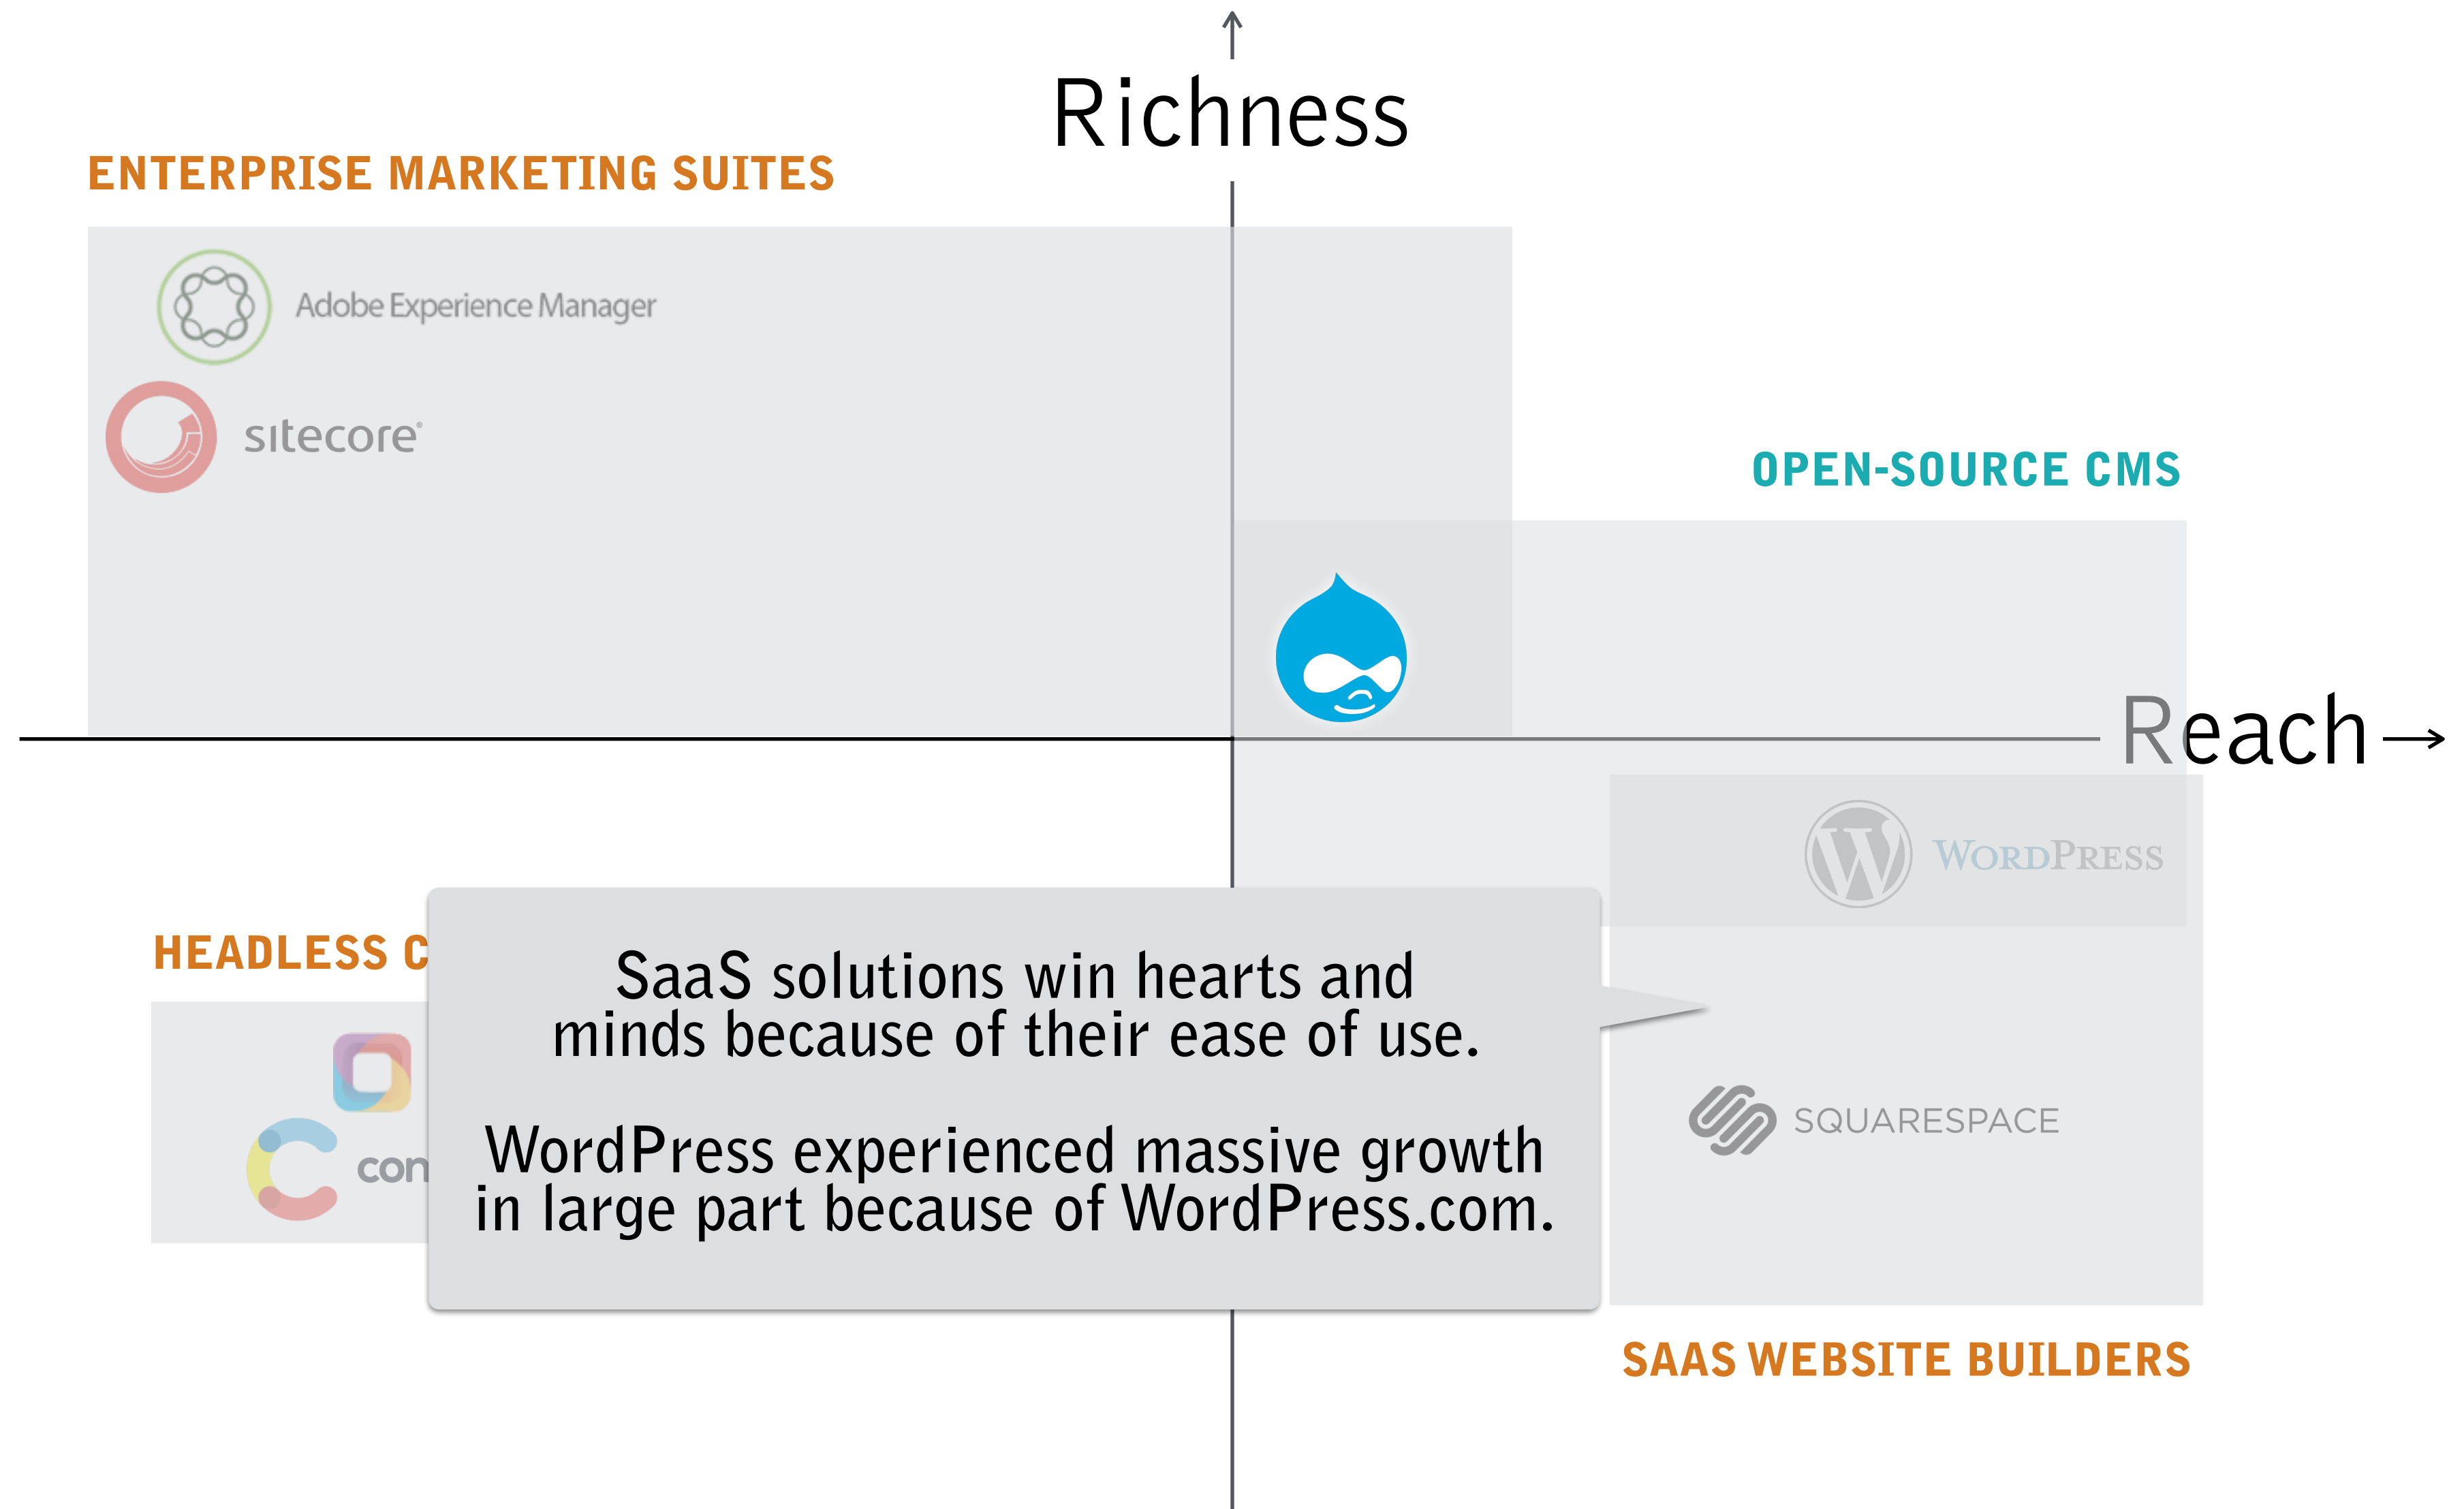 Richness
ENTERPRISE MARKETING SUITES
Adobe Experience Manager
sitecore®
OPEN-SOURCE CMS
Reach
WORDPRESS
HEADLESS C
con
SaaS solutions win hearts and
minds because of their ease of use.
WordPress experienced massive growth
in large part because of WordPress.com.
SQUARESPACE
SAAS WEBSITE BUILDERS